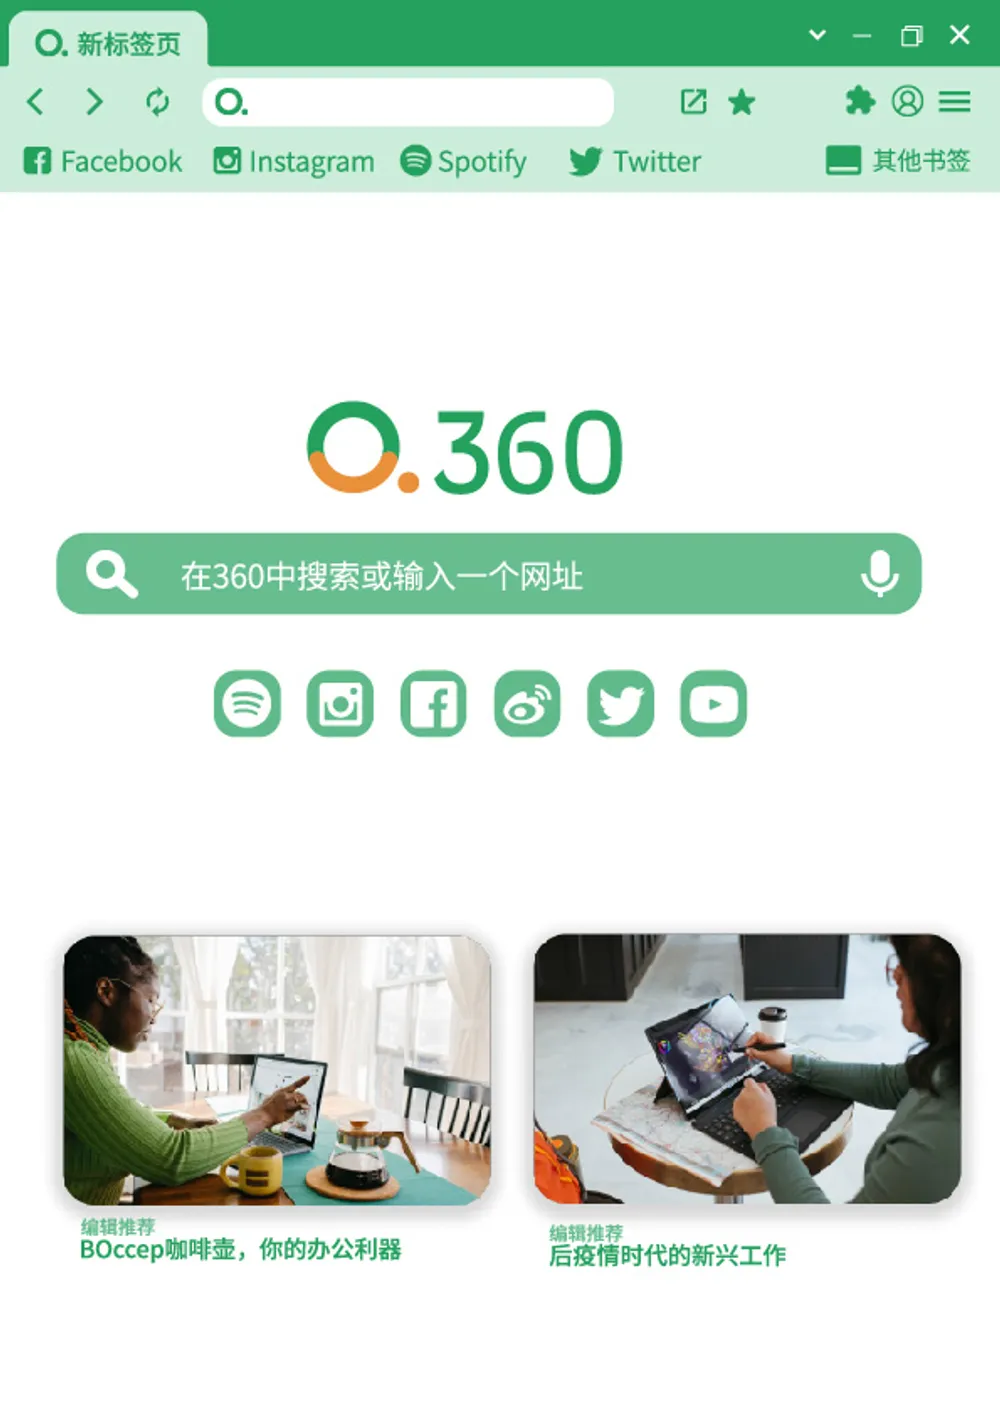 新标签页
Facebook Instagram Spotify Twitter 其他书签
360
在360中搜索或输入一个网址
编辑推荐
BOccep咖啡壶，你的办公利器
编辑推荐
后疫情时代的新兴工作